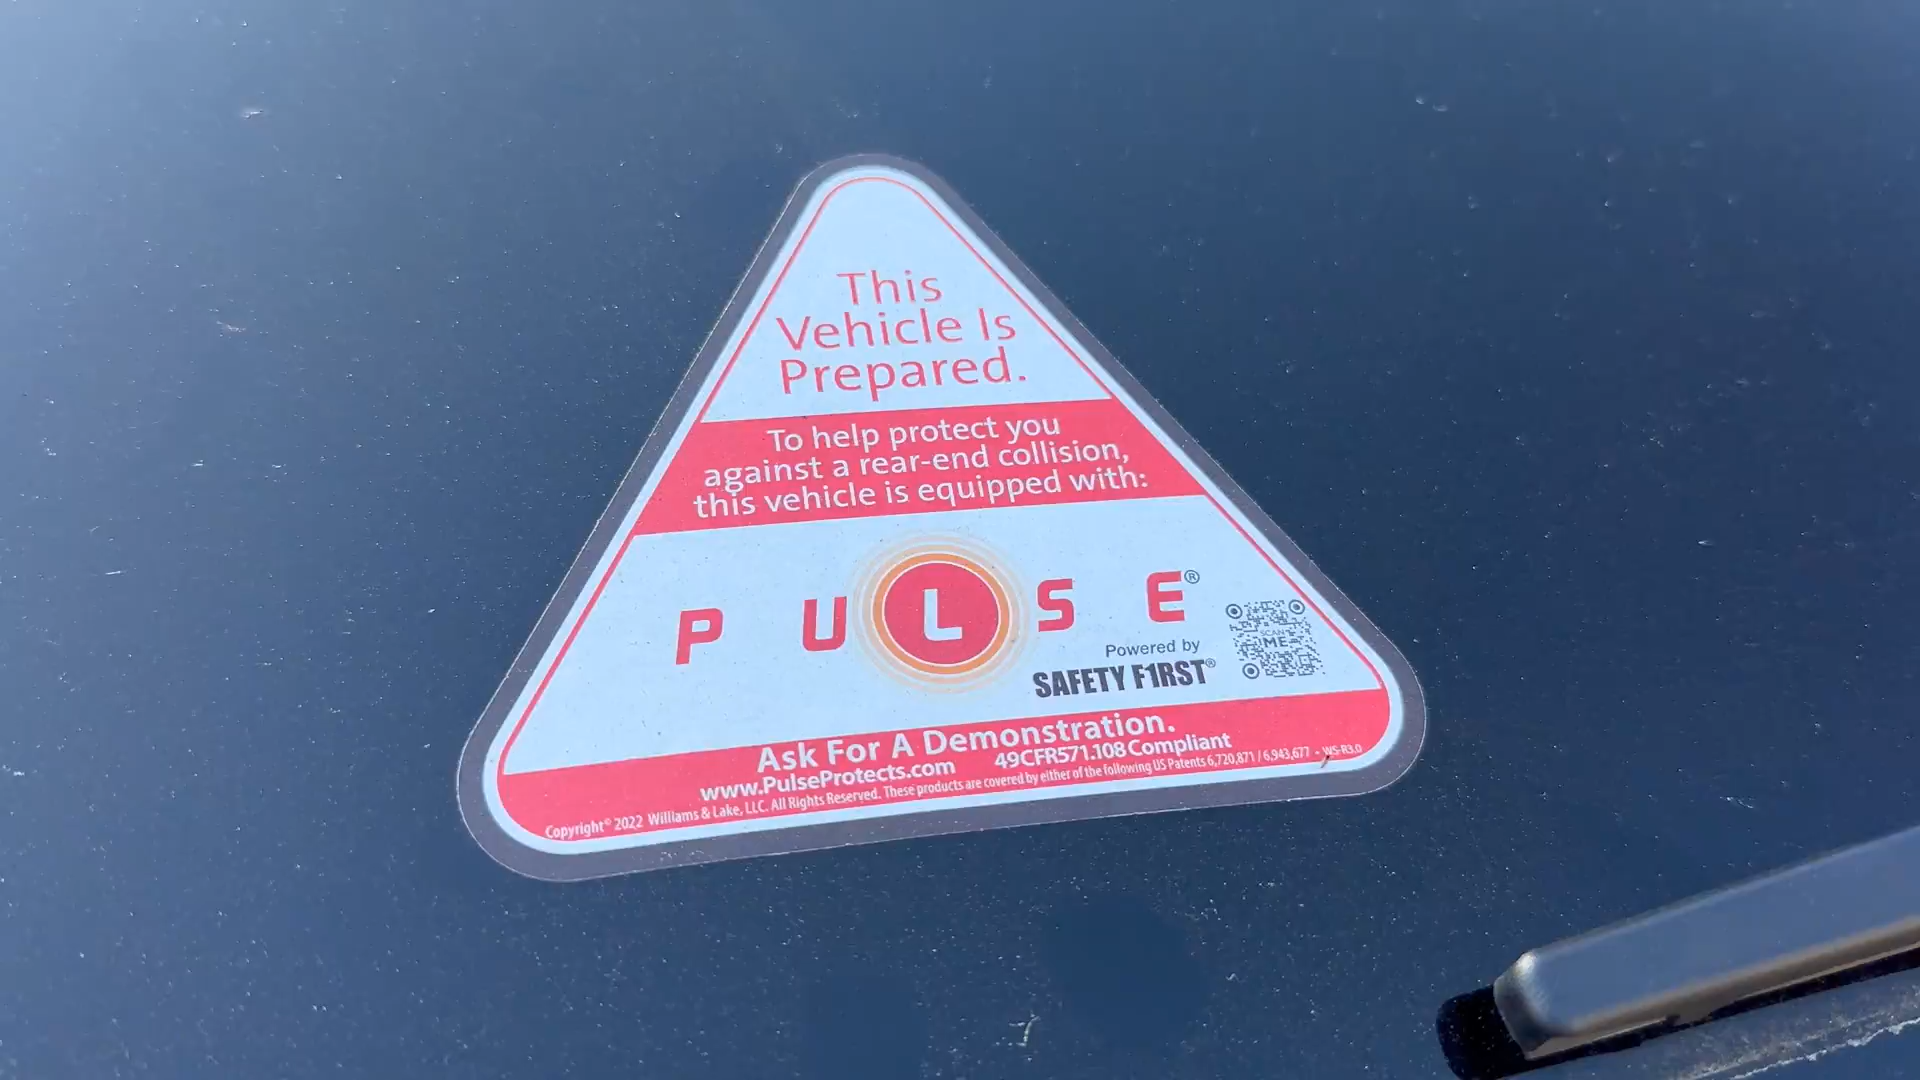 This
Vehicle Is
Prepared.
To help protect you
against a rear-end collision,
this vehicle is equipped with:
PULSE®
Powered by
SAFETY F1RST®
SCAN
ME
Ask For A Demonstration.
www.PulseProtects.com 49CFR571.108 Compliant
Copyright© 2022 Williams & Lake, LLC. All Rights Reserved. These products are covered by either of the following US Patents 6,720,871 / 6,943,677 - WS-R3.0